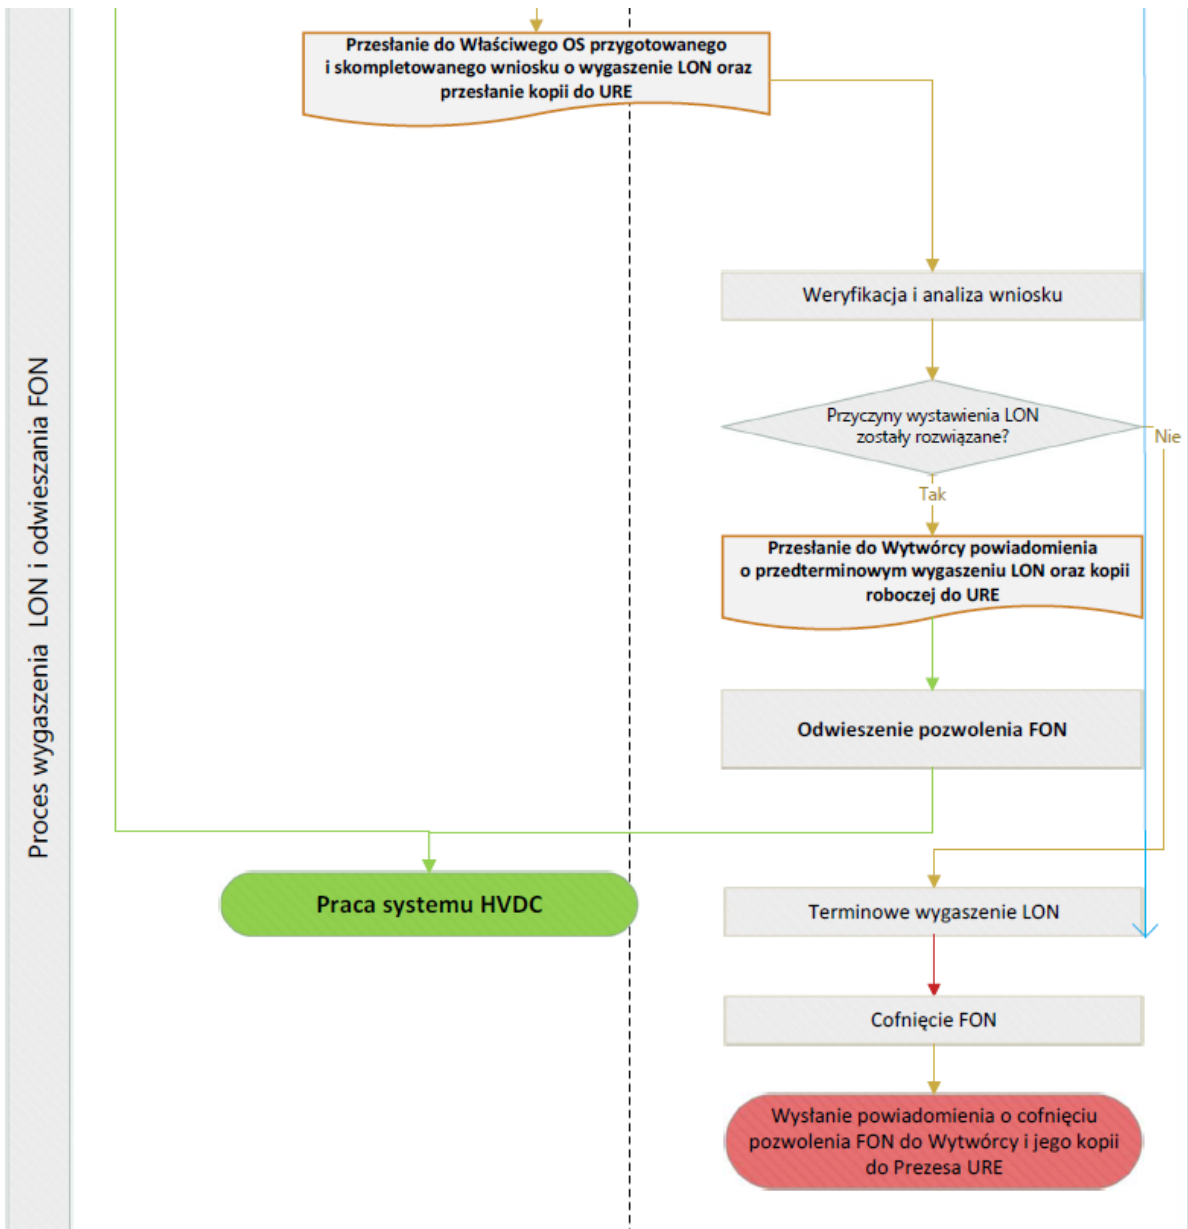 Proces wygaszenia LON i odwieszania FON
Przesłanie do Właściwego OS przygotowanego
i skompletowanego wniosku o wygaszenie LON oraz
przesłanie kopii do URE
Weryfikacja i analiza wniosku
Przyczyny wystawienia LON
zostały rozwiązane?
Nie
Tak
Przesłanie do Wytwórcy powiadomienia
o przedterminowym wygaszeniu LON oraz kopii
roboczej do URE
Odwieszenie pozwolenia FON
Praca systemu HVDC
Terminowe wygaszenie LON
Cofnięcie FON
Wysłanie powiadomienia o cofnięciu
pozwolenia FON do Wytwórcy i jego kopii
do Prezesa URE